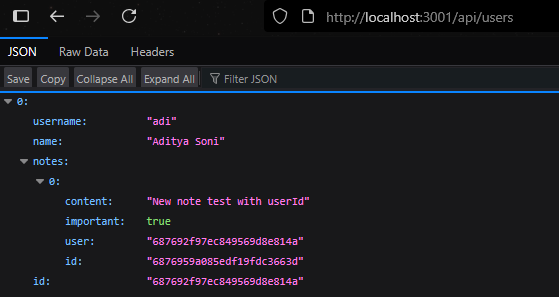 http://localhost:3001/api/users
JSON Raw Data Headers
Save Copy Collapse All Expand All Filter JSON
0:
username: "adi"
name: "Aditya Soni"
notes:
0:
content: "New note test with userId"
important: true
user: "687692f97ec849569d8e814a"
id: "6876959a085edf19fdc3663d"
id: "687692f97ec849569d8e814a"